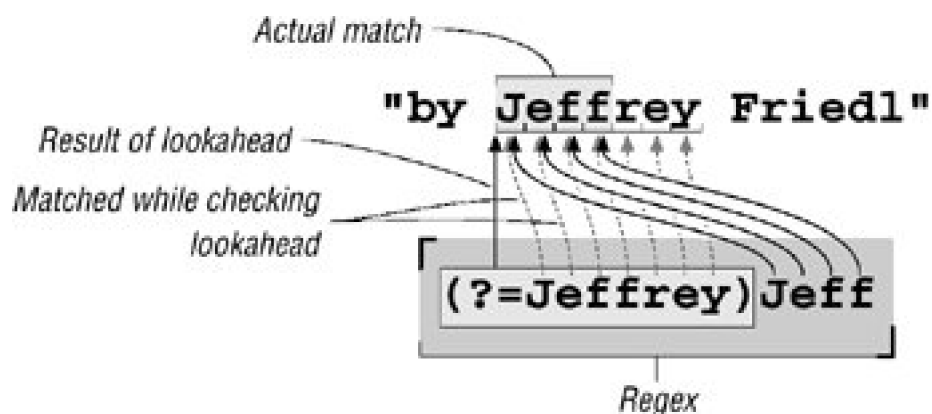 Actual match
"by Jeffrey Friedl"
Result of lookahead
Matched while checking
lookahead
(?=Jeffrey)Jeff
Regex